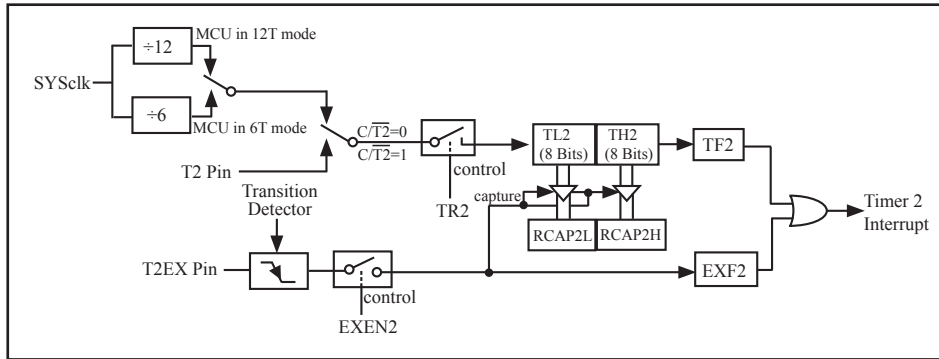 ÷12
MCU in 12T mode
SYSclk
÷6
MCU in 6T mode
C/T2=0
C/T2=1
T2 Pin
control
TR2
TL2
(8 Bits)
TH2
(8 Bits)
TF2
capture
RCAP2L
RCAP2H
Timer 2
Interrupt
Transition
Detector
T2EX Pin
control
EXEN2
EXF2